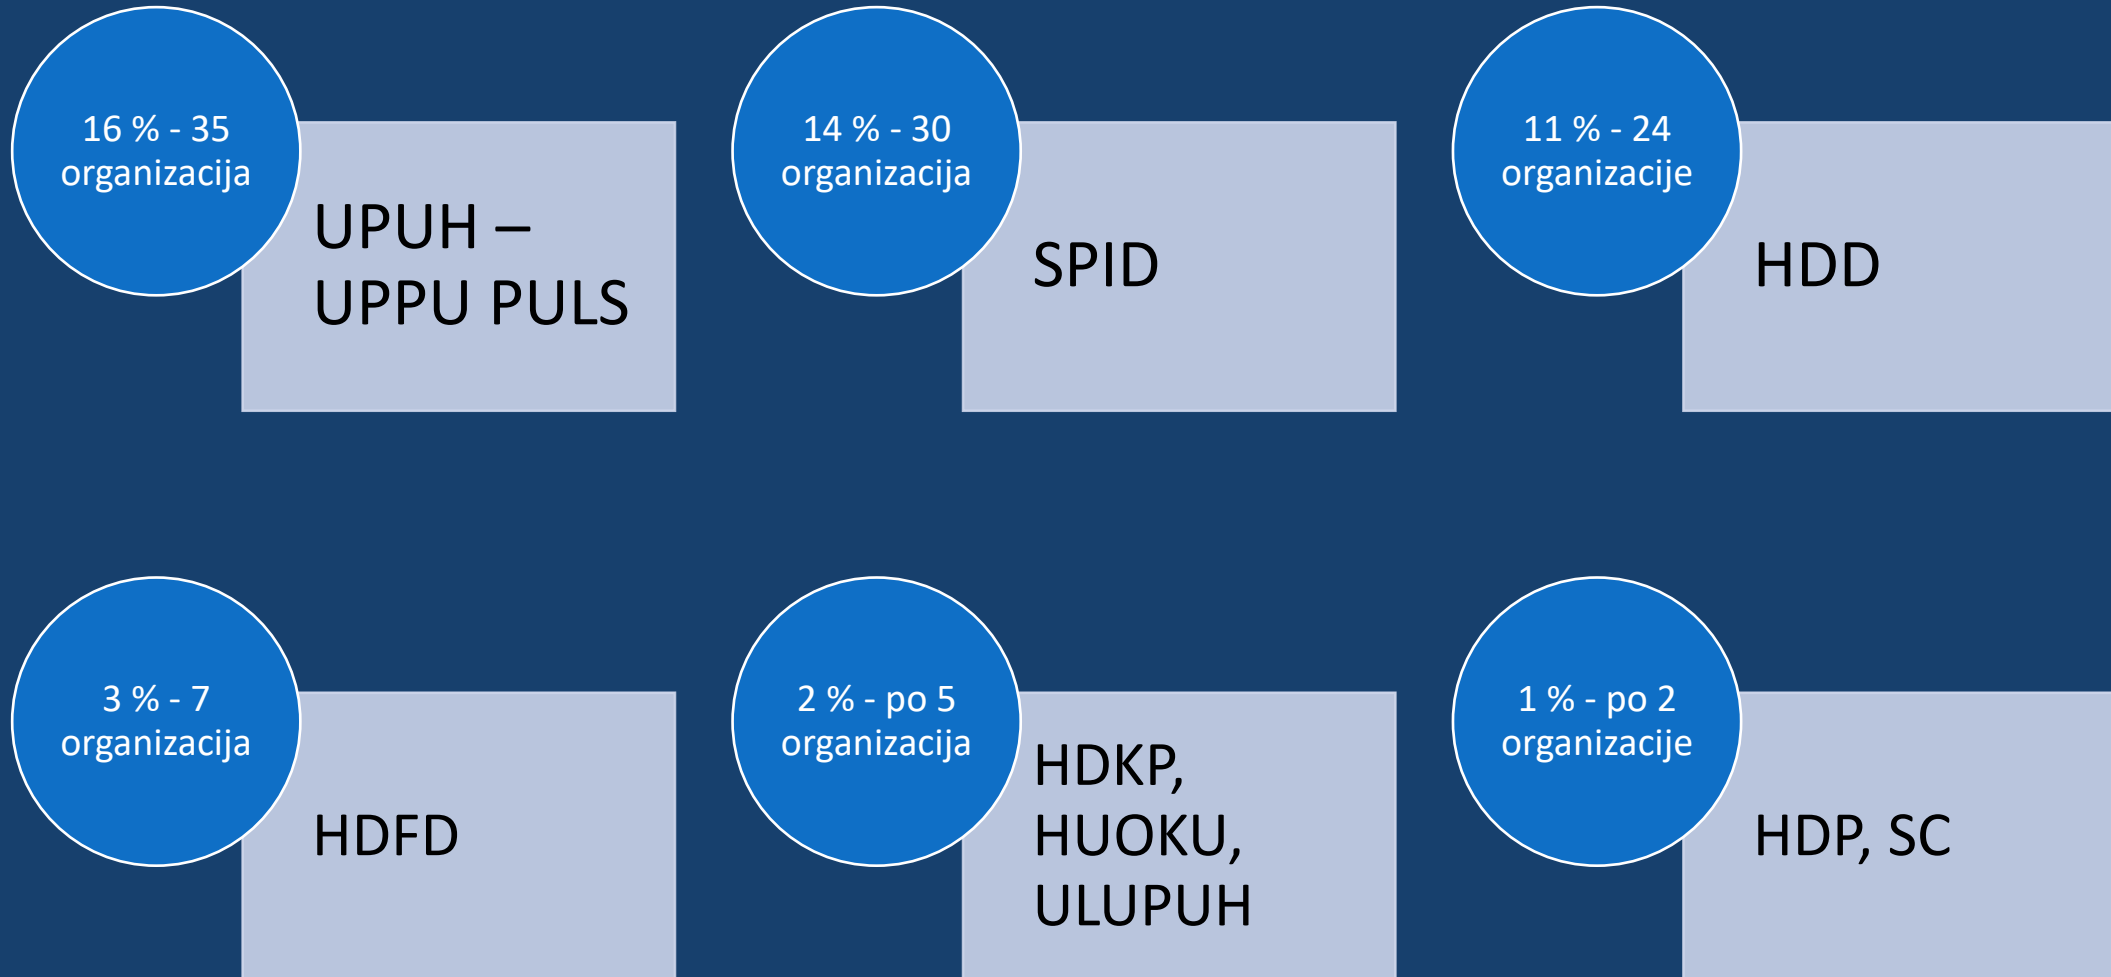 16 % - 35
organizacija
UPUH –
UPPU PULS
14 % - 30
organizacija
SPID
11 % - 24
organizacije
HDD
3 % - 7
organizacija
HDFD
2 % - po 5
organizacija
HDKP,
HUOKU,
ULUPUH
1 % - po 2
organizacije
HDP, SC